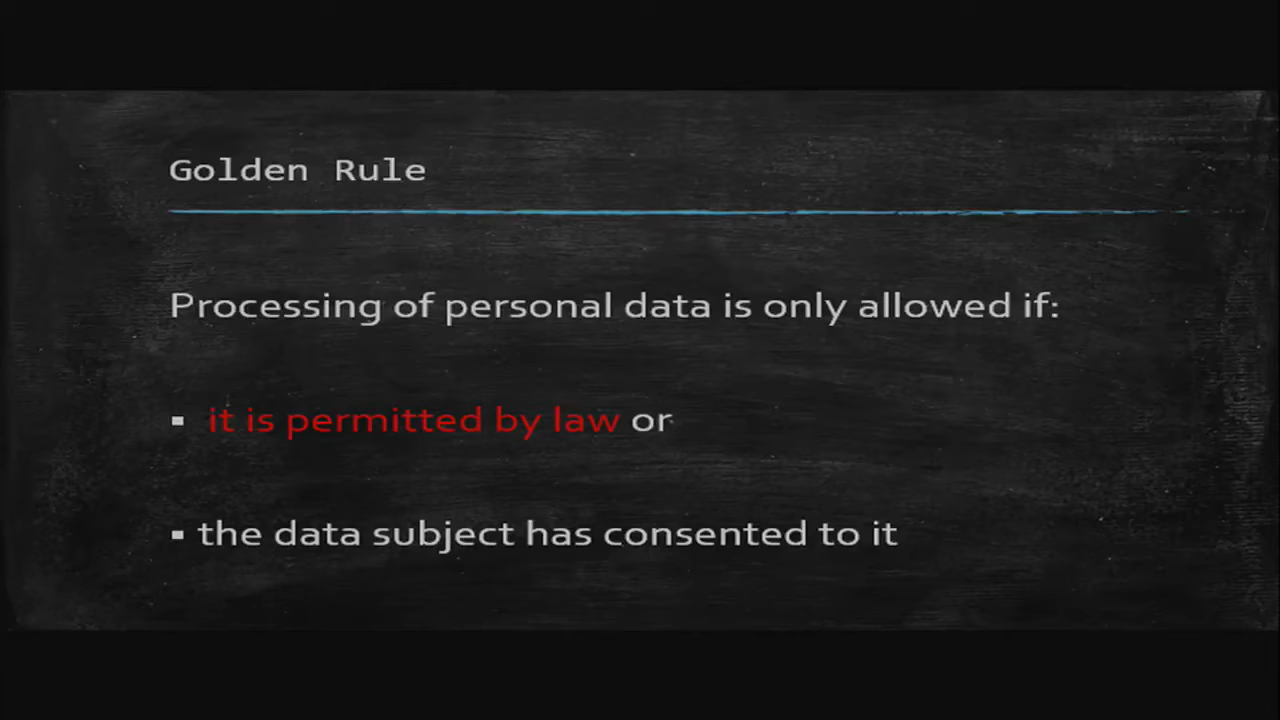 Golden Rule
Processing of personal data is only allowed if:
▪ it is permitted by law or
▪ the data subject has consented to it